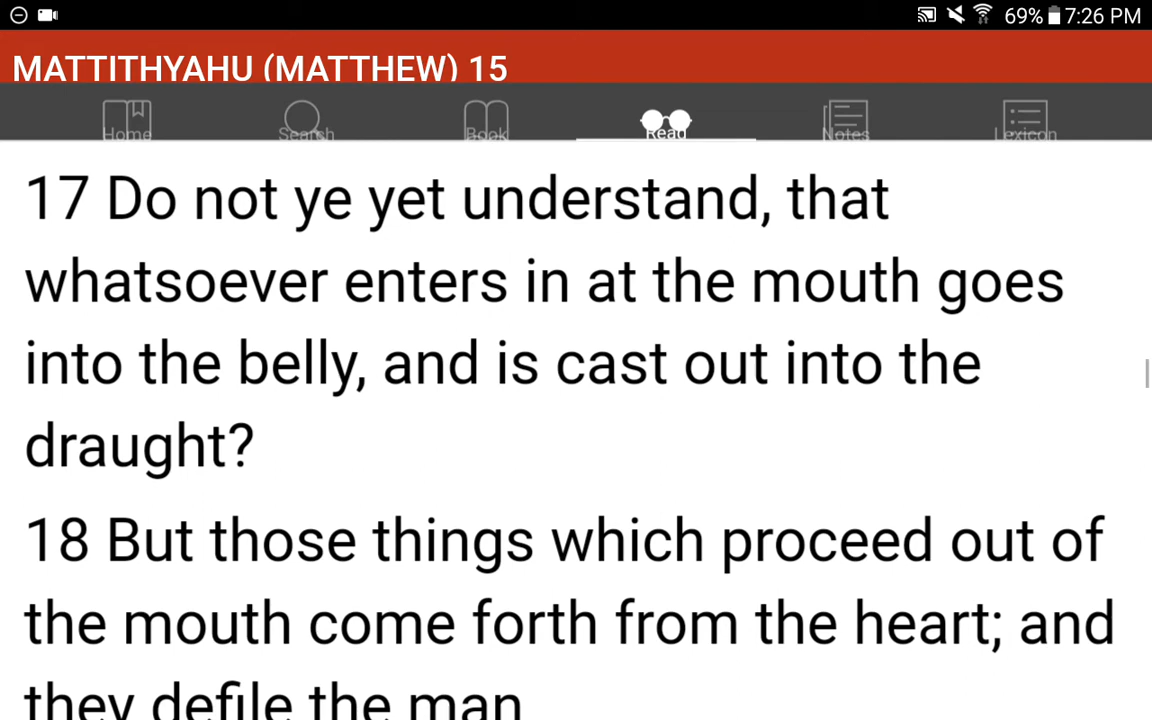 69% 7:26 PM
MATTITHYAHU (MATTHEW) 15
Home Search Book Read Notes Lexicon
17 Do not ye yet understand, that
whatsoever enters in at the mouth goes
into the belly, and is cast out into the
draught?
18 But those things which proceed out of
the mouth come forth from the heart; and
they defile the man